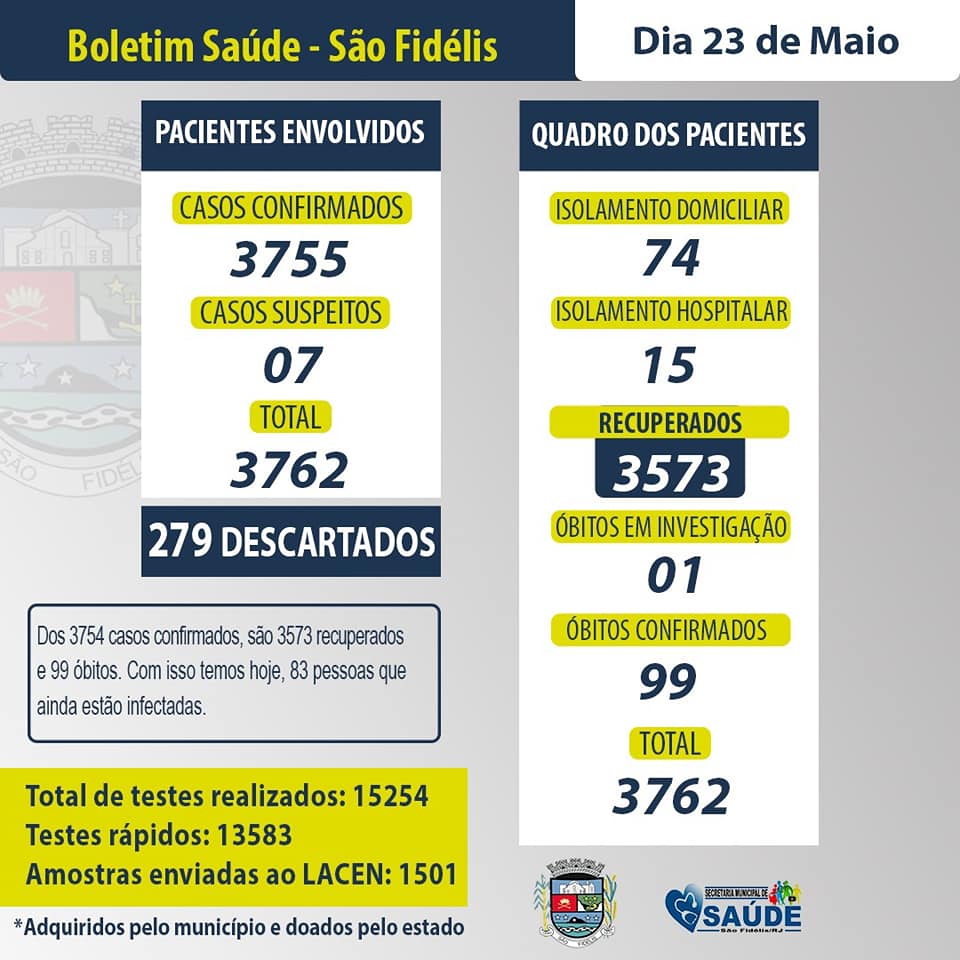 Boletim Saúde - São Fidélis
Dia 23 de Maio
PACIENTES ENVOLVIDOS
CASOS CONFIRMADOS
3755
CASOS SUSPEITOS
07
TOTAL
3762
279 DESCARTADOS
Dos 3754 casos confirmados, são 3573 recuperados
e 99 óbitos. Com isso temos hoje, 83 pessoas que
ainda estão infectadas.
Total de testes realizados: 15254
Testes rápidos: 13583
Amostras enviadas ao LACEN: 1501
*Adquiridos pelo município e doados pelo estado
QUADRO DOS PACIENTES
ISOLAMENTO DOMICILIAR
74
ISOLAMENTO HOSPITALAR
15
RECUPERADOS
3573
ÓBITOS EM INVESTIGAÇÃO
01
ÓBITOS CONFIRMADOS
99
TOTAL
3762
SÃO FIDÉLIS
SECRETARIA MUNICIPAL DE
SAÚDE
São Fidélis/RJ
SÃO FIDÉLIS